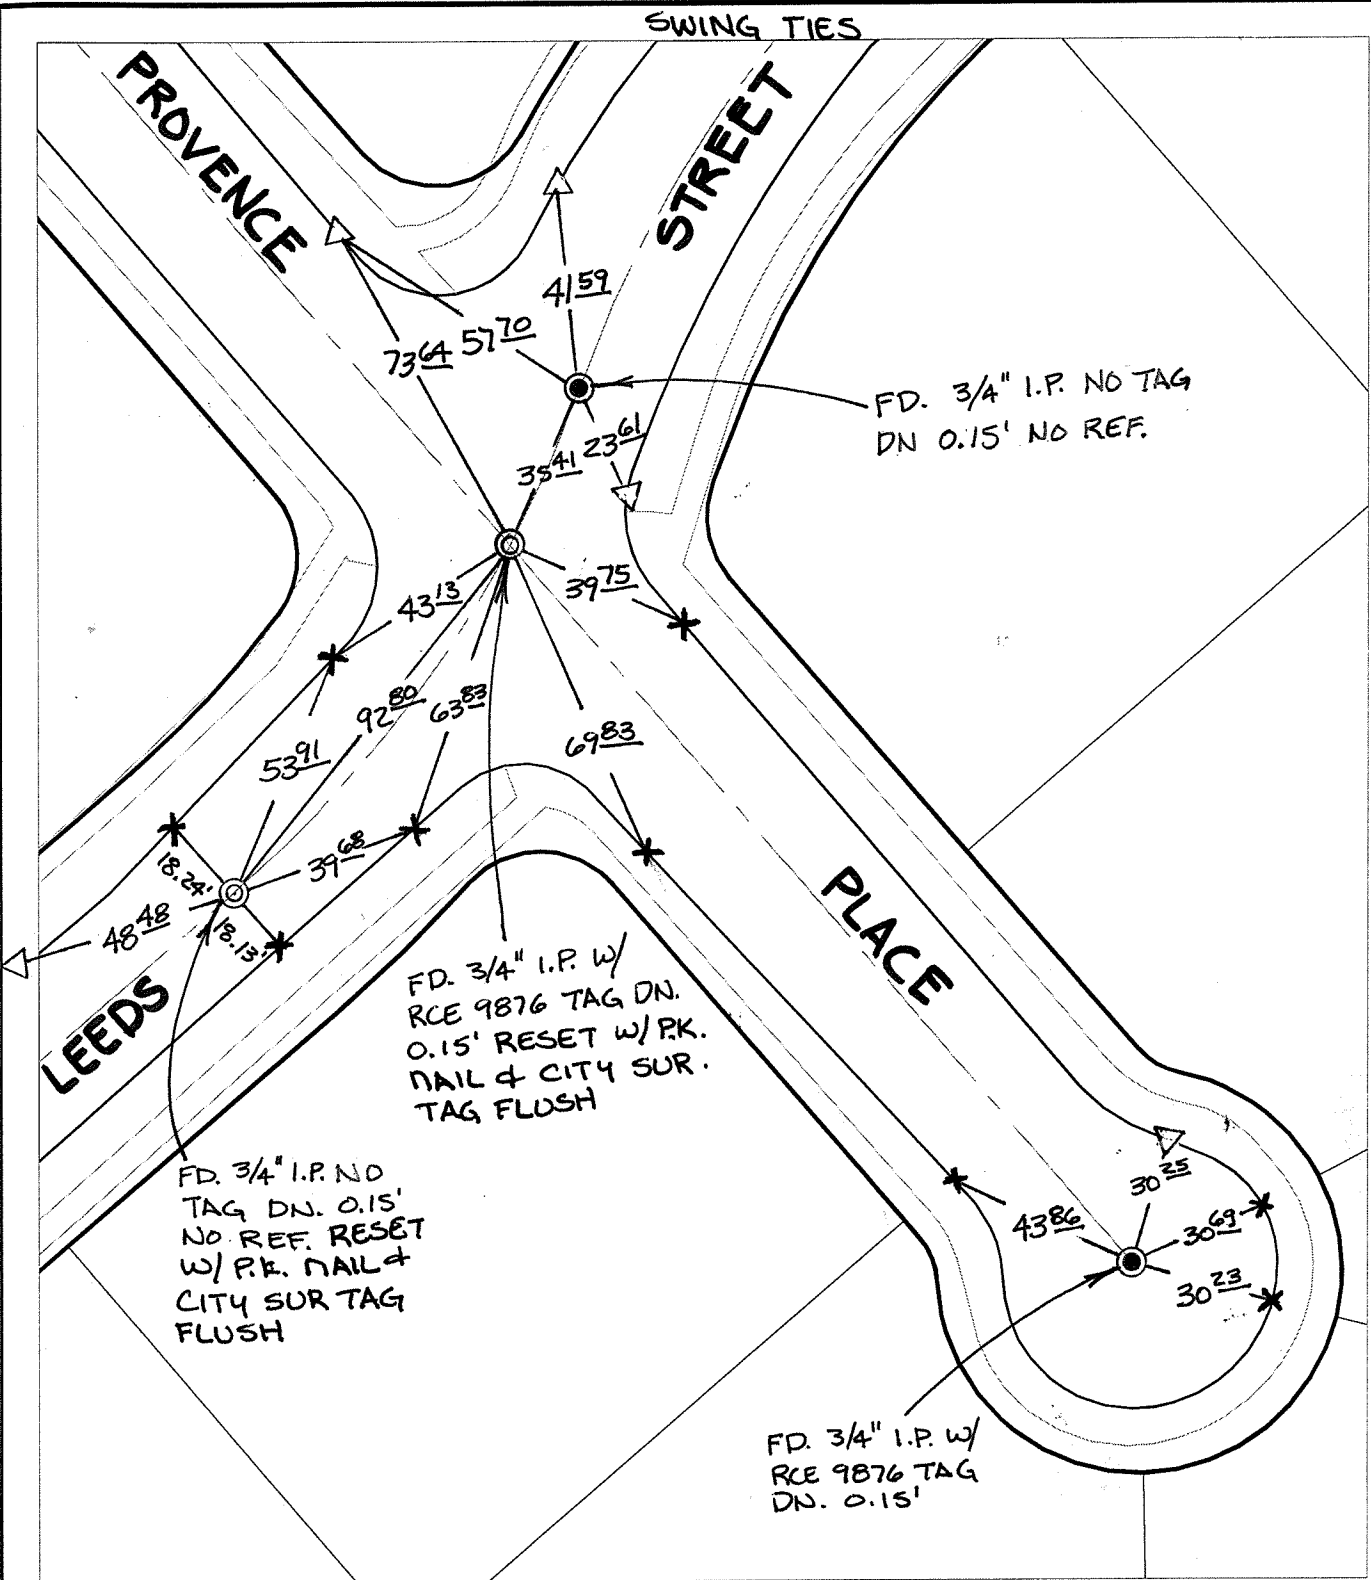 SWING TIES
PROVENCE
STREET
41 59
57 70
73 64
FD. 3/4" I.P. NO TAG
DN 0.15' NO REF.
23 61
35 41
39 75
43 13
92 80
63 83
69 83
53 91
39 68
18.24'
48 48
18.13'
PLACE
LEEDS
FD. 3/4" I.P. W/
RCE 9876 TAG DN.
0.15' RESET W/ P.K.
NAIL & CITY SUR.
TAG FLUSH
FD. 3/4" I.P. NO
TAG DN. 0.15'
NO REF. RESET
W/ P.K. NAIL &
CITY SUR TAG
FLUSH
30 25
43 86
30 69
30 23
FD. 3/4" I.P. W/
RCE 9876 TAG
DN. 0.15'